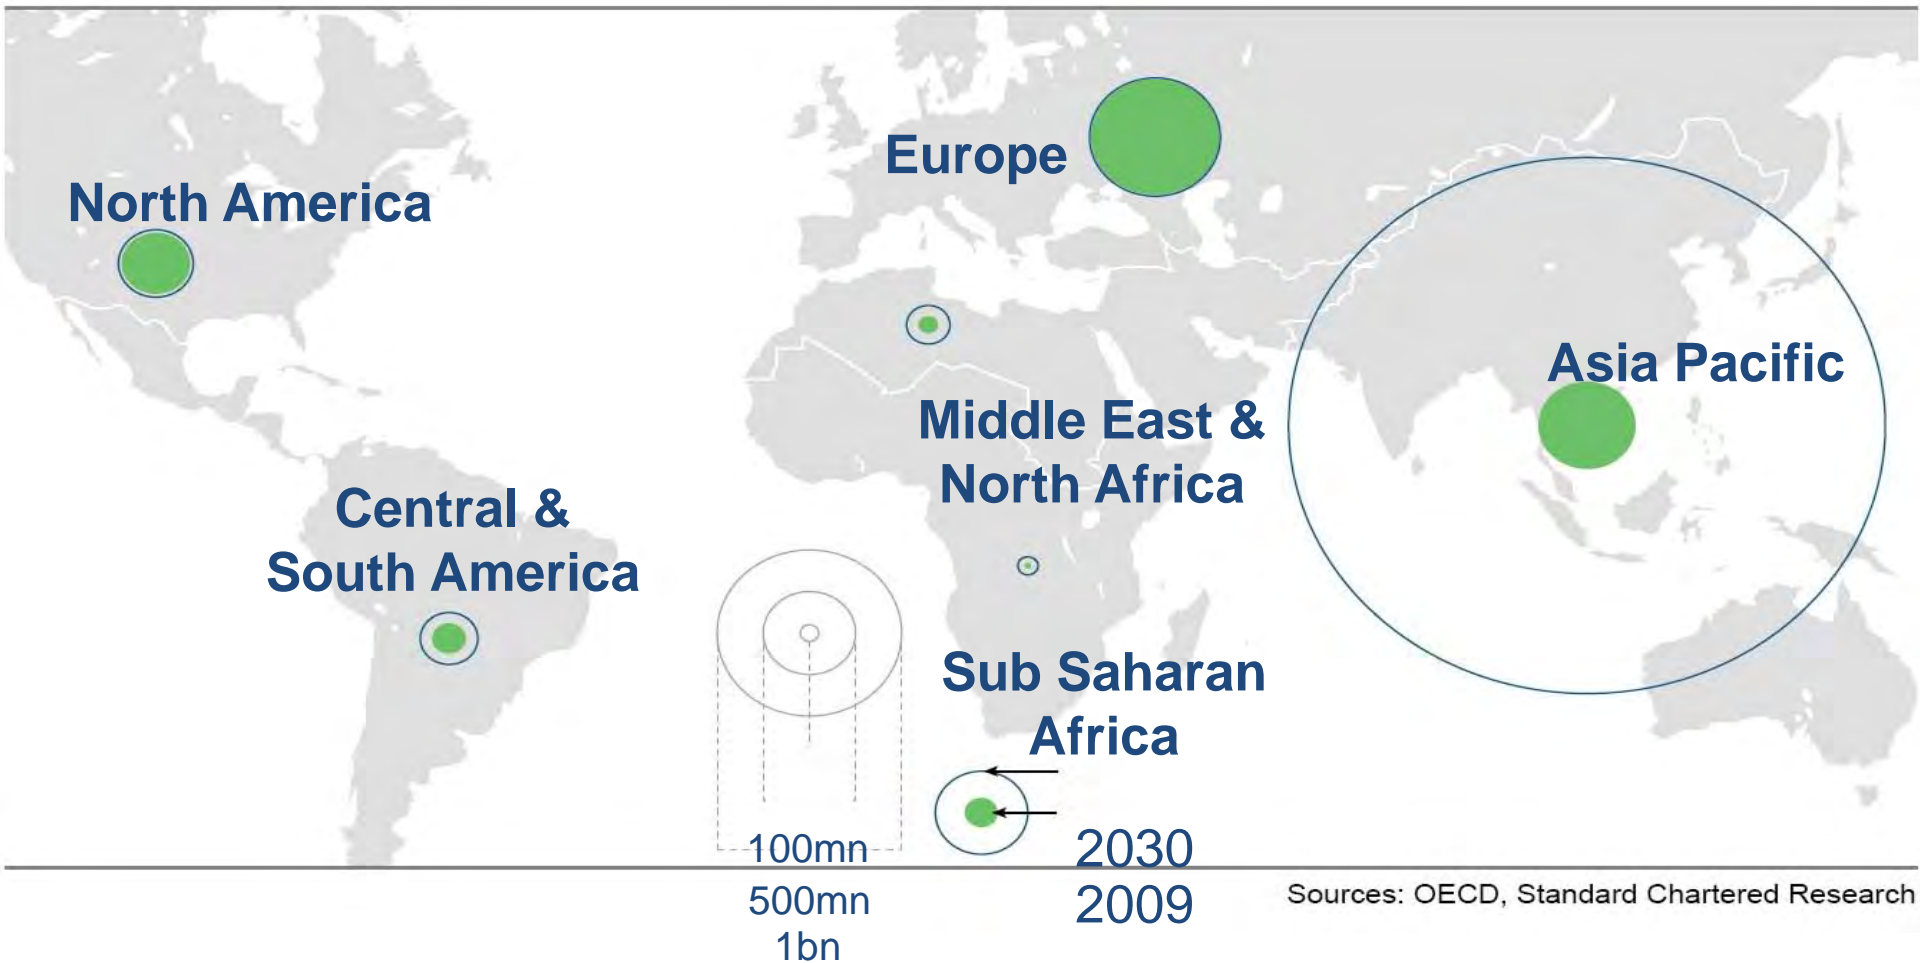 Europe
North America
Asia Pacific
Middle East &
North Africa
Central &
South America
Sub Saharan
Africa
100mn
500mn
1bn
2030
2009
Sources: OECD, Standard Chartered Research